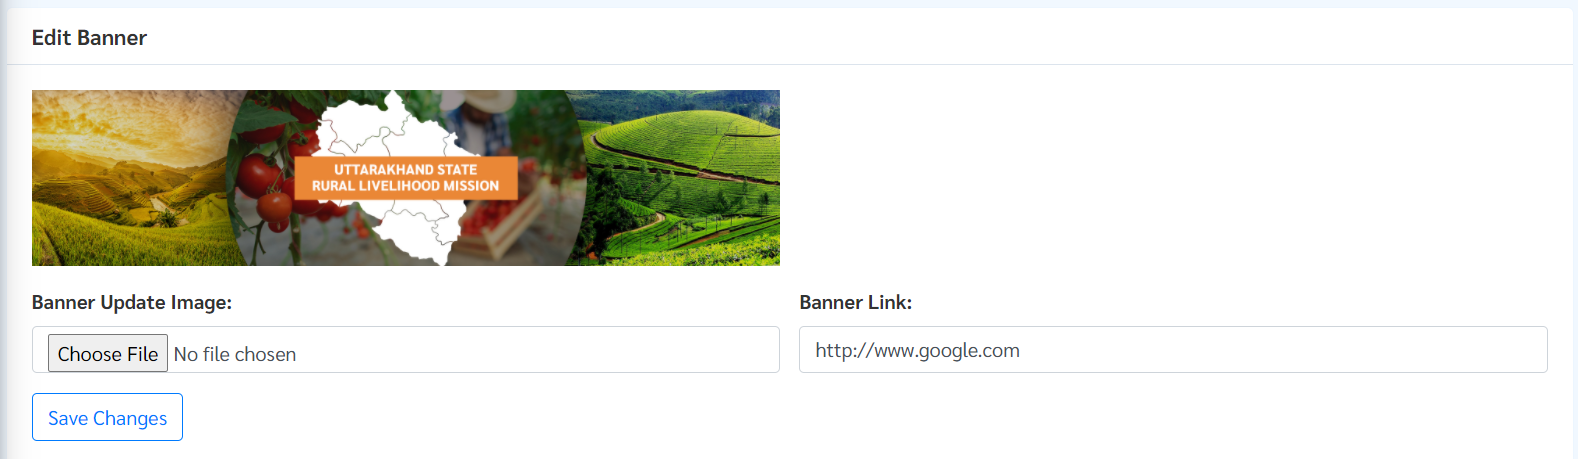 Edit Banner
UTTARAKHAND STATE
RURAL LIVELIHOOD MISSION
Banner Update Image:
Banner Link:
Choose File No file chosen
http://www.google.com
Save Changes